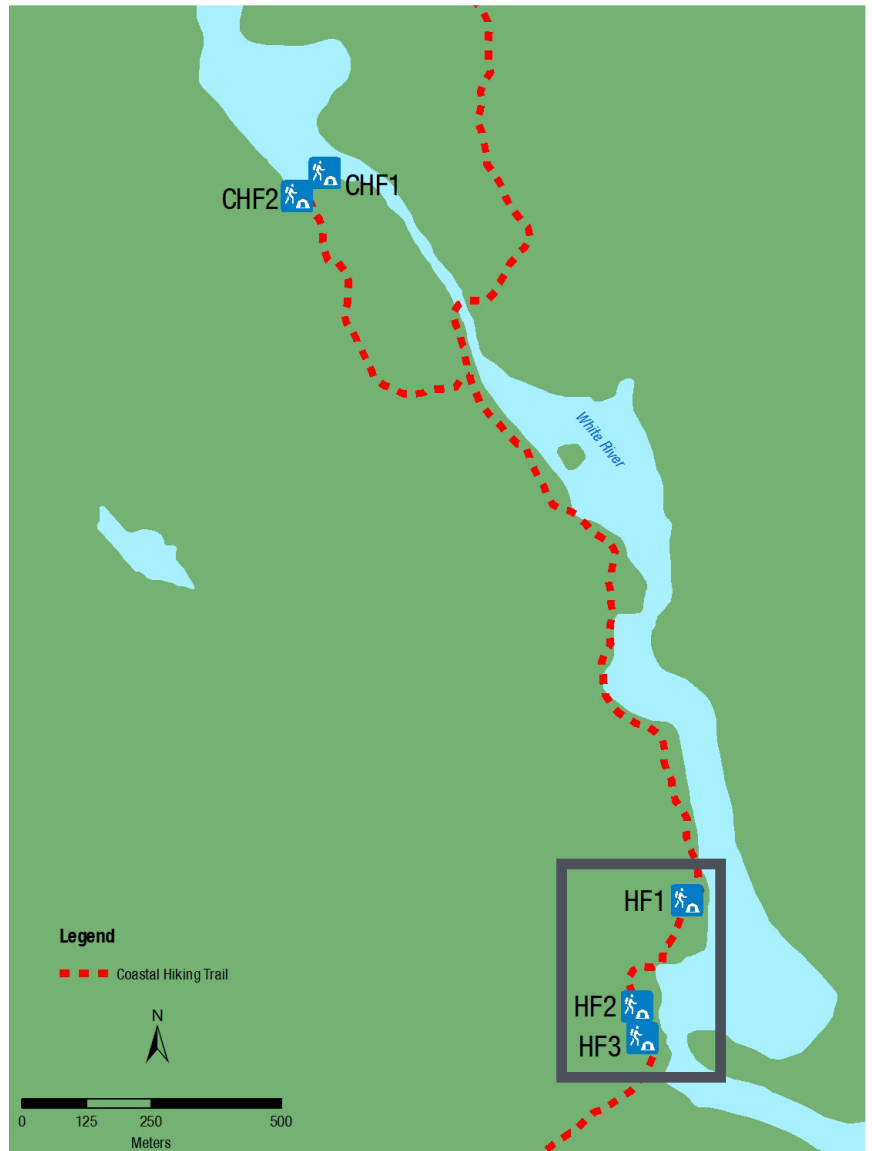 CHF1
CHF2
White River
HF1
HF2
HF3
Legend
Coastal Hiking Trail
N
0 125 250 500
Meters